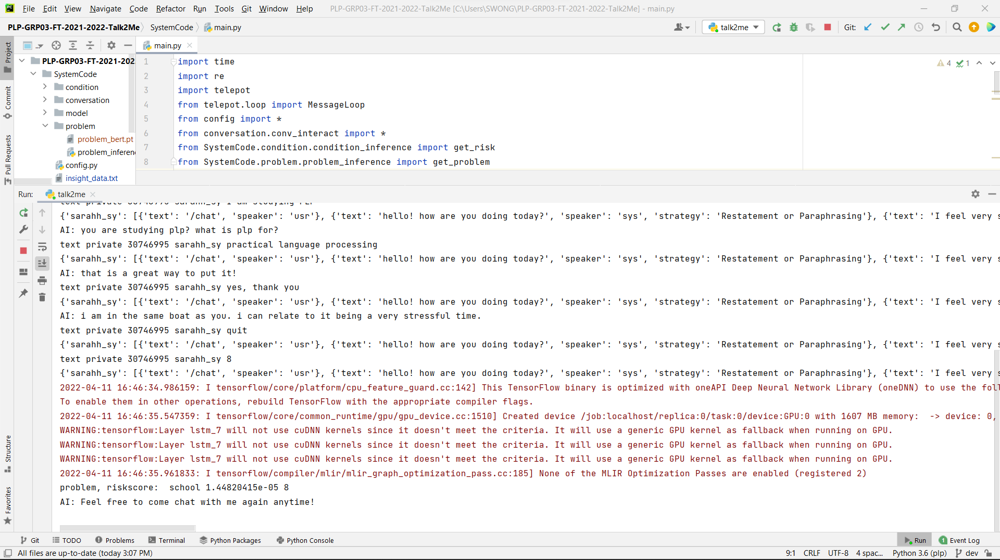 PC File Edit View Navigate Code Refactor Run Tools Git Window Help PLP-GRP03-FT-2021-2022-Talk2Me [C:\Users\SWONG\PLP-GRP03-FT-2021-2022-Talk2Me] - main.py
PLP-GRP03-FT-2021-2022-Talk2Me SystemCode main.py talk2me Git:
Project
Commit
Pull Requests
Structure
Favorites
... main.py
PLP-GRP03-FT-2021-202
SystemCode
condition
conversation
model
problem
problem_bert.pt
problem_inferen
config.py
insight_data.txt
4 1
1 import time
2 import re
3 import telepot
4 from telepot.loop import MessageLoop
5 from config import *
6 from conversation.conv_interact import *
7 from SystemCode.condition.condition_inference import get_risk
8 from SystemCode.problem.problem_inference import get_problem
Run: talk2me
text private 30746995 sarahh_sy i am studying PLP
{'sarahh_sy': [{'text': '/chat', 'speaker': 'usr'}, {'text': 'hello! how are you doing today?', 'speaker': 'sys', 'strategy': 'Restatement or Paraphrasing'}, {'text': 'I feel very s
AI: you are studying plp? what is plp for?
text private 30746995 sarahh_sy practical language processing
{'sarahh_sy': [{'text': '/chat', 'speaker': 'usr'}, {'text': 'hello! how are you doing today?', 'speaker': 'sys', 'strategy': 'Restatement or Paraphrasing'}, {'text': 'I feel very s
AI: that is a great way to put it!
text private 30746995 sarahh_sy yes, thank you
{'sarahh_sy': [{'text': '/chat', 'speaker': 'usr'}, {'text': 'hello! how are you doing today?', 'speaker': 'sys', 'strategy': 'Restatement or Paraphrasing'}, {'text': 'I feel very s
AI: i am in the same boat as you. i can relate to it being a very stressful time.
text private 30746995 sarahh_sy quit
{'sarahh_sy': [{'text': '/chat', 'speaker': 'usr'}, {'text': 'hello! how are you doing today?', 'speaker': 'sys', 'strategy': 'Restatement or Paraphrasing'}, {'text': 'I feel very s
text private 30746995 sarahh_sy 8
{'sarahh_sy': [{'text': '/chat', 'speaker': 'usr'}, {'text': 'hello! how are you doing today?', 'speaker': 'sys', 'strategy': 'Restatement or Paraphrasing'}, {'text': 'I feel very s
2022-04-11 16:46:34.986159: I tensorflow/core/platform/cpu_feature_guard.cc:142] This TensorFlow binary is optimized with oneAPI Deep Neural Network Library (oneDNN) to use the foll
To enable them in other operations, rebuild TensorFlow with the appropriate compiler flags.
2022-04-11 16:46:35.547359: I tensorflow/core/common_runtime/gpu/gpu_device.cc:1510] Created device /job:localhost/replica:0/task:0/device:GPU:0 with 1607 MB memory:  -> device: 0,
WARNING:tensorflow:Layer lstm_7 will not use cuDNN kernels since it doesn't meet the criteria. It will use a generic GPU kernel as fallback when running on GPU.
WARNING:tensorflow:Layer lstm_7 will not use cuDNN kernels since it doesn't meet the criteria. It will use a generic GPU kernel as fallback when running on GPU.
WARNING:tensorflow:Layer lstm_7 will not use cuDNN kernels since it doesn't meet the criteria. It will use a generic GPU kernel as fallback when running on GPU.
2022-04-11 16:46:35.961833: I tensorflow/compiler/mlir/mlir_graph_optimization_pass.cc:185] None of the MLIR Optimization Passes are enabled (registered 2)
problem, riskscore:  school 1.44820415e-05 8
AI: Feel free to come chat with me again anytime!
Git TODO Problems Terminal Python Packages Python Console Run 1 Event Log
All files are up-to-date (today 3:07 PM) 9:1 CRLF UTF-8 4 spac... Python 3.6 (plp) dev